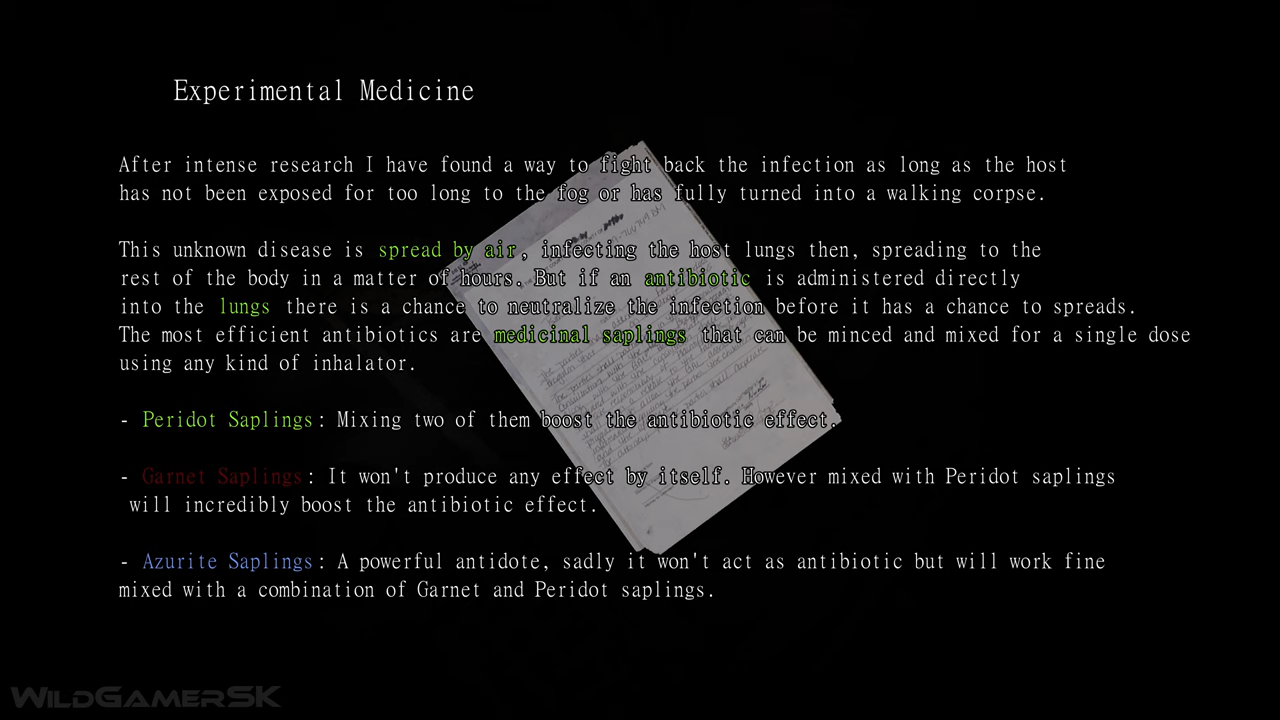 Experimental Medicine
After intense research I have found a way to fight back the infection as long as the host
has not been exposed for too long to the fog or has fully turned into a walking corpse.
This unknown disease is spread by air, infecting the host lungs then, spreading to the
rest of the body in a matter of hours. But if an antibiotic is administered directly
into the lungs there is a chance to neutralize the infection before it has a chance to spreads.
The most efficient antibiotics are medicinal saplings that can be minced and mixed for a single dose
using any kind of inhalator.
- Peridot Saplings: Mixing two of them boost the antibiotic effect.
- Garnet Saplings: It won't produce any effect by itself. However mixed with Peridot saplings
will incredibly boost the antibiotic effect.
- Azurite Saplings: A powerful antidote, sadly it won't act as antibiotic but will work fine
mixed with a combination of Garnet and Peridot saplings.
WildGamerSK